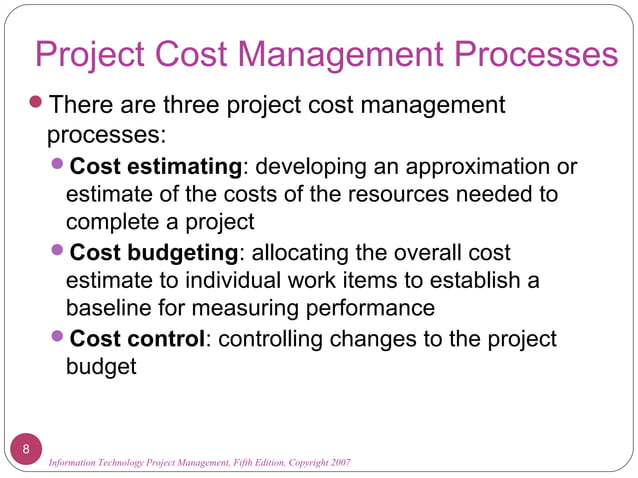 Project Cost Management Processes
There are three project cost management
processes:
Cost estimating: developing an approximation or
estimate of the costs of the resources needed to
complete a project
Cost budgeting: allocating the overall cost
estimate to individual work items to establish a
baseline for measuring performance
Cost control: controlling changes to the project
budget
8
Information Technology Project Management, Fifth Edition, Copyright 2007